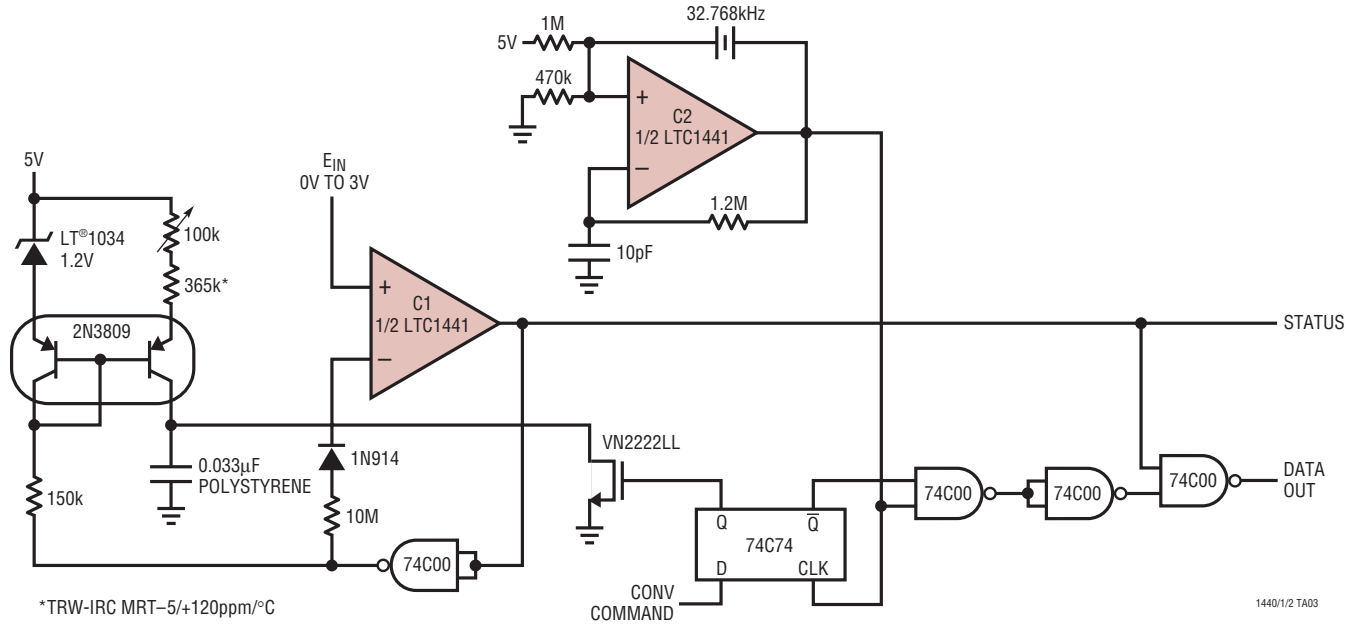 32.768kHz
1M
5V
470k
+
C2
1/2 LTC1441
–
1.2M
10pF
5V
LT®1034
1.2V
100k
365k*
2N3809
EIN
0V TO 3V
+
C1
1/2 LTC1441
–
STATUS
150k
0.033µF
POLYSTYRENE
1N914
10M
74C00
VN2222LL
Q
Q̅
74C74
D
CLK
CONV
COMMAND
74C00
74C00
74C00
DATA
OUT
*TRW-IRC MRT–5/+120ppm/°C
1440/1/2 TA03